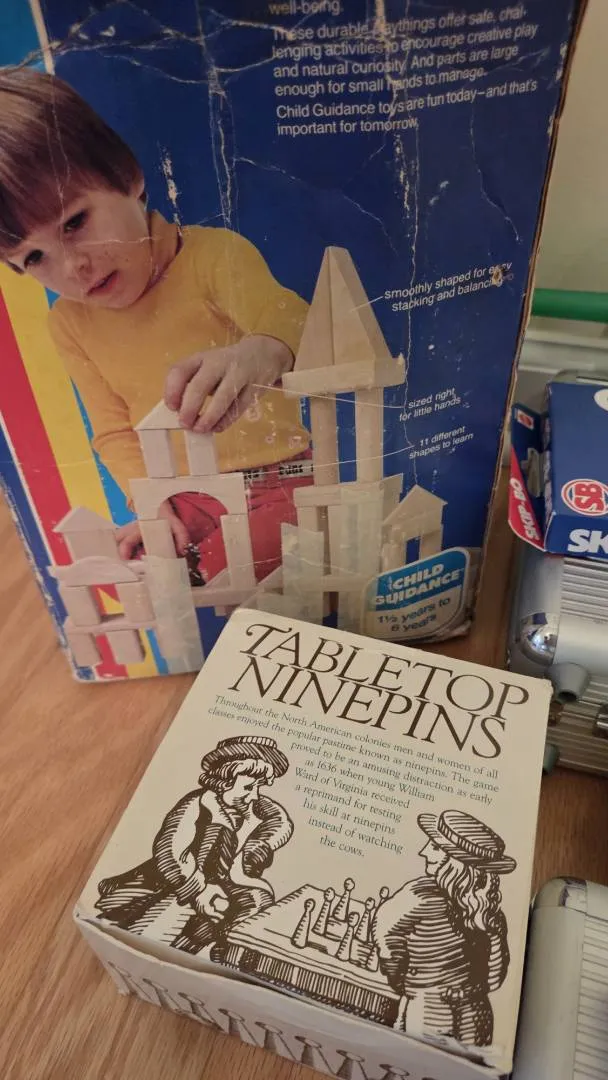 well-being.
These durable playthings offer safe, chal-
lenging activities to encourage creative play
and natural curiosity. And parts are large
enough for small hands to manage.
Child Guidance toys are fun today—and that's
important for tomorrow.
smoothly shaped for easy
stacking and balancing
sized right
for little hands
11 different
shapes to learn
CHILD
GUIDANCE
1½ years to
6 years
SKIP-BO
SB
SK
TABLETOP
NINEPINS
Throughout the North American colonies men and women of all
classes enjoyed the popular pastime known as ninepins. The game
proved to be an amusing distraction as early
as 1636 when young William
Ward of Virginia received
a reprimand for testing
his skill at ninepins
instead of watching
the cows.